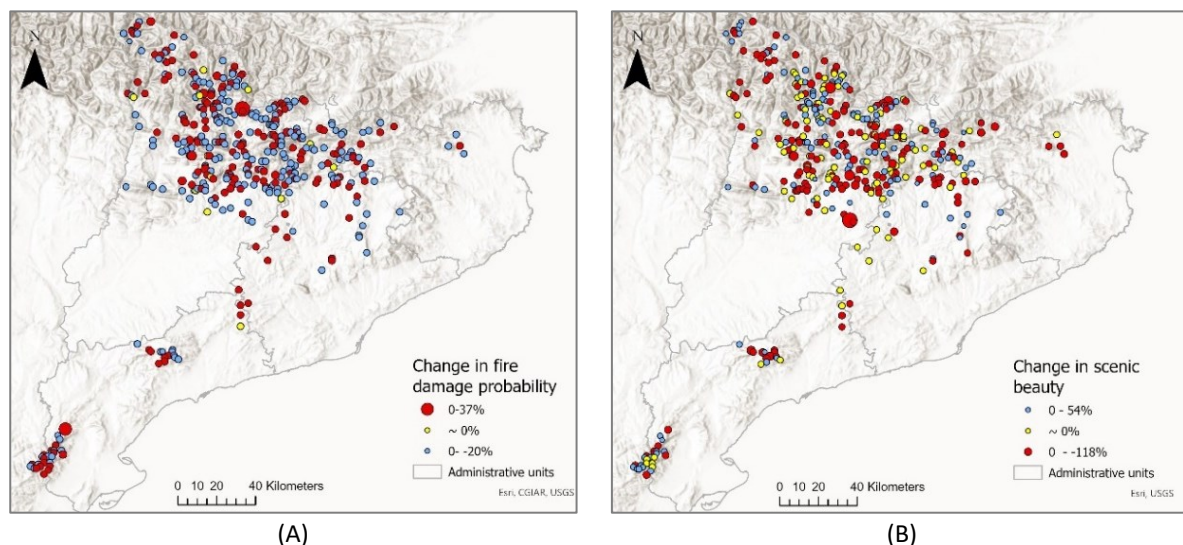 N
Change in fire
damage probability
0-37%
~ 0%
0- -20%
Administrative units
0 10 20 40 Kilometers
Esri, CGIAR, USGS
(A)
N
Change in scenic
beauty
0 - 54%
~ 0%
0 - -118%
Administrative units
0 10 20 40 Kilometers
Esri, USGS
(B)